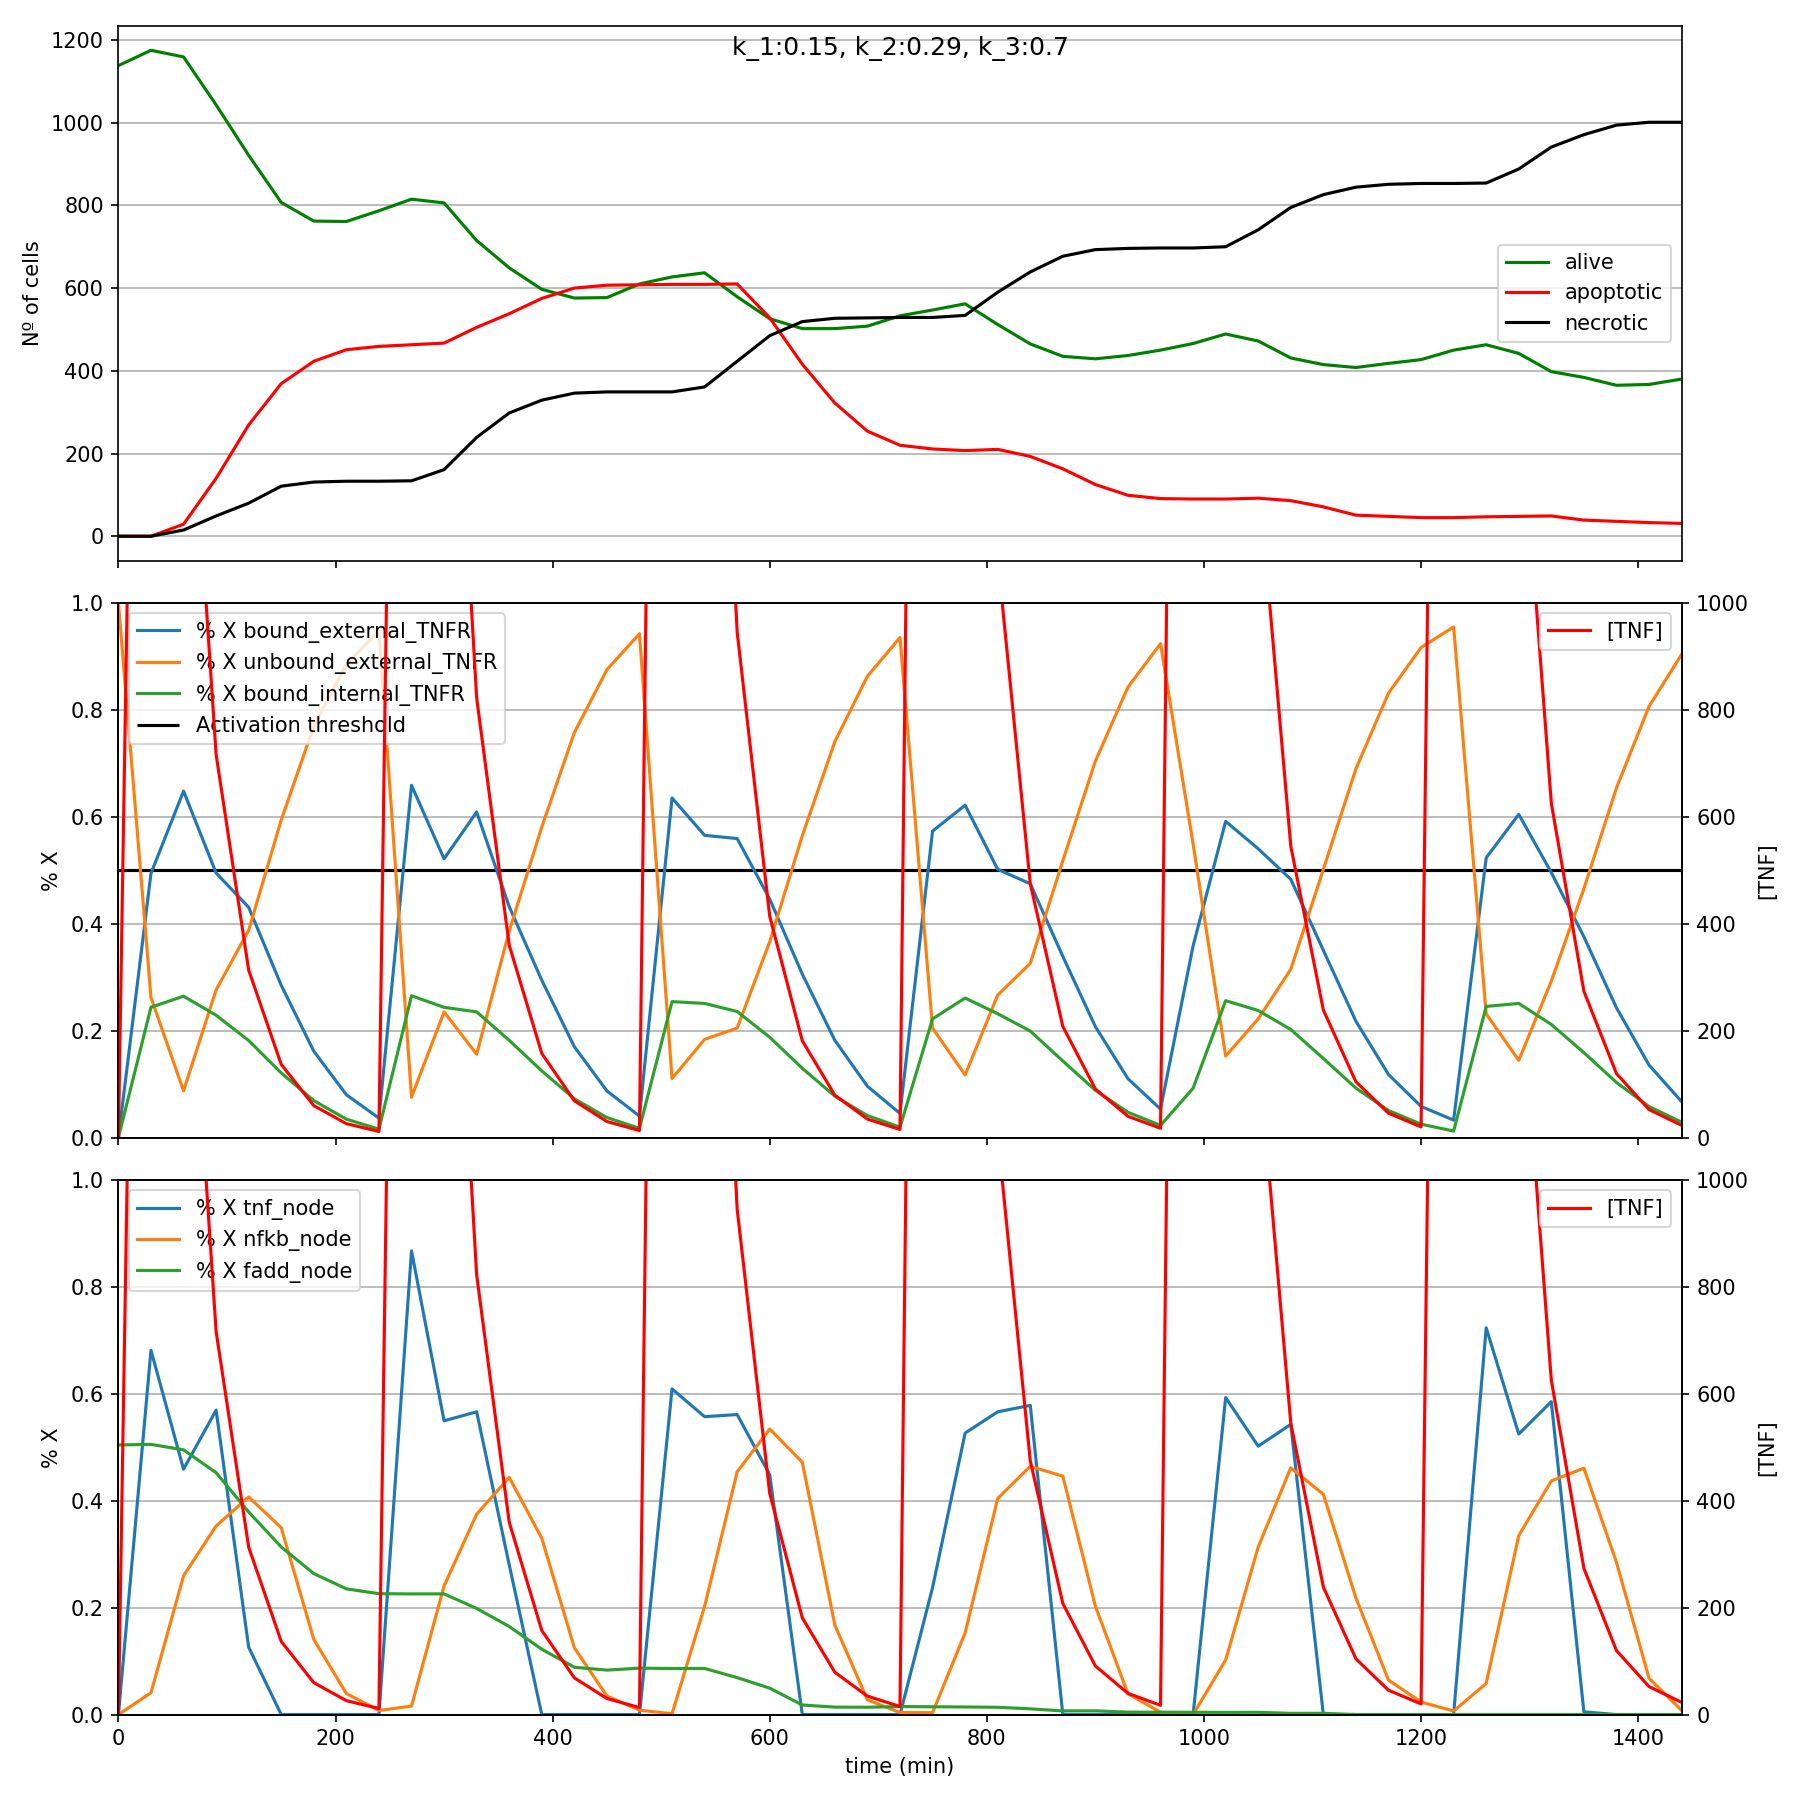 k_1:0.15, k_2:0.29, k_3:0.7
1200
1000
800
600
400
200
0
Nº of cells
alive
apoptotic
necrotic
1.0
0.8
0.6
0.4
0.2
0.0
% X
% X bound_external_TNFR
% X unbound_external_TNFR
% X bound_internal_TNFR
Activation threshold
[TNF]
1000
800
600
400
200
0
[TNF]
1.0
0.8
0.6
0.4
0.2
0.0
% X
% X tnf_node
% X nfkb_node
% X fadd_node
[TNF]
1000
800
600
400
200
0
[TNF]
0 200 400 600 800 1000 1200 1400
time (min)